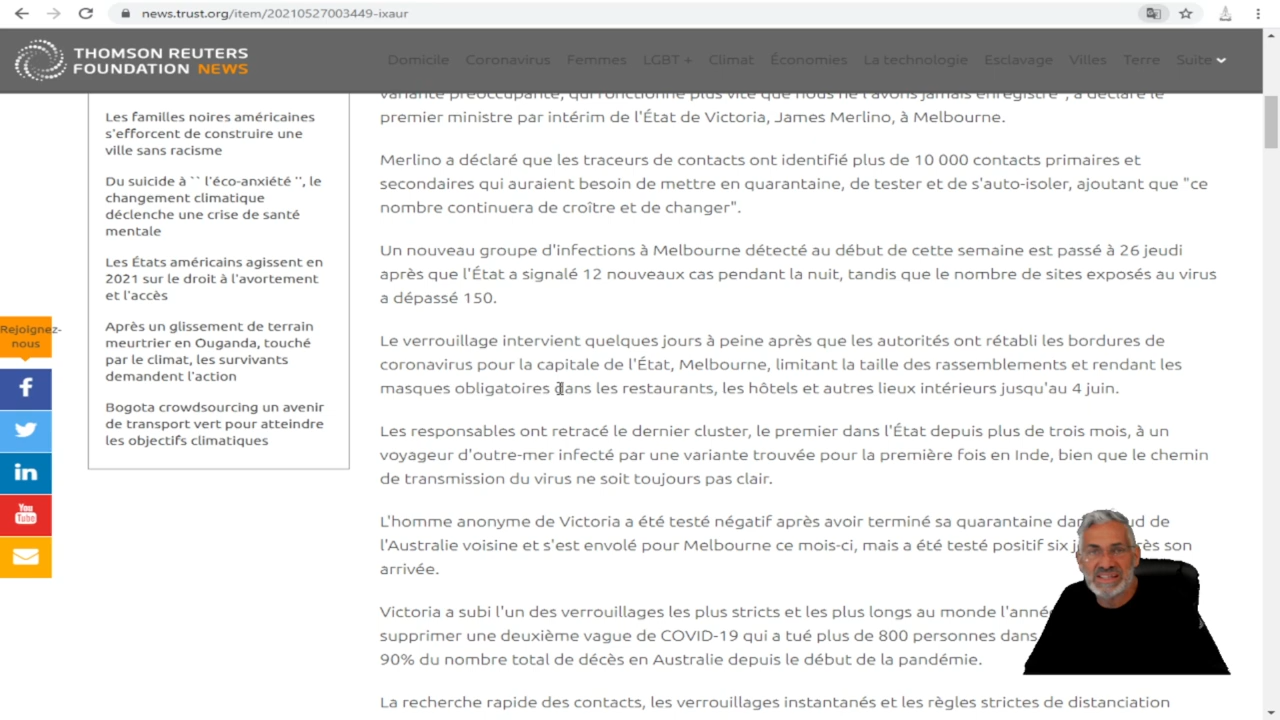 news.trust.org/item/20210527003449-ixaur
THOMSON REUTERS
FOUNDATION NEWS
Domicile Coronavirus Femmes LGBT + Climat Économies La technologie Esclavage Villes Terre Suite
Les familles noires américaines
s'efforcent de construire une
ville sans racisme
Du suicide à `` l'éco-anxiété '', le
changement climatique
déclenche une crise de santé
mentale
Les États américains agissent en
2021 sur le droit à l'avortement
et l'accès
Après un glissement de terrain
meurtrier en Ouganda, touché
par le climat, les survivants
demandent l'action
Bogota crowdsourcing un avenir
de transport vert pour atteindre
les objectifs climatiques
Rejoignez-
nous
f
in
You
Tube
variante préoccupante, qui fonctionne plus vite que nous ne l'avons jamais enregistré", a déclaré le
premier ministre par intérim de l'État de Victoria, James Merlino, à Melbourne.
Merlino a déclaré que les traceurs de contacts ont identifié plus de 10 000 contacts primaires et
secondaires qui auraient besoin de mettre en quarantaine, de tester et de s'auto-isoler, ajoutant que "ce
nombre continuera de croître et de changer".
Un nouveau groupe d'infections à Melbourne détecté au début de cette semaine est passé à 26 jeudi
après que l'État a signalé 12 nouveaux cas pendant la nuit, tandis que le nombre de sites exposés au virus
a dépassé 150.
Le verrouillage intervient quelques jours à peine après que les autorités ont rétabli les bordures de
coronavirus pour la capitale de l'État, Melbourne, limitant la taille des rassemblements et rendant les
masques obligatoires dans les restaurants, les hôtels et autres lieux intérieurs jusqu'au 4 juin.
Les responsables ont retracé le dernier cluster, le premier dans l'État depuis plus de trois mois, à un
voyageur d'outre-mer infecté par une variante trouvée pour la première fois en Inde, bien que le chemin
de transmission du virus ne soit toujours pas clair.
L'homme anonyme de Victoria a été testé négatif après avoir terminé sa quarantaine de
l'Australie voisine et s'est envolé pour Melbourne ce mois-ci, mais a été testé positif six son
arrivée.
Victoria a subi l'un des verrouillages les plus stricts et les plus longs au monde
supprimer une deuxième vague de COVID-19 qui a tué plus de 800 personnes dans
90% du nombre total de décès en Australie depuis le début de la pandémie.
La recherche rapide des contacts, les verrouillages instantanés et les règles strictes de distanciation